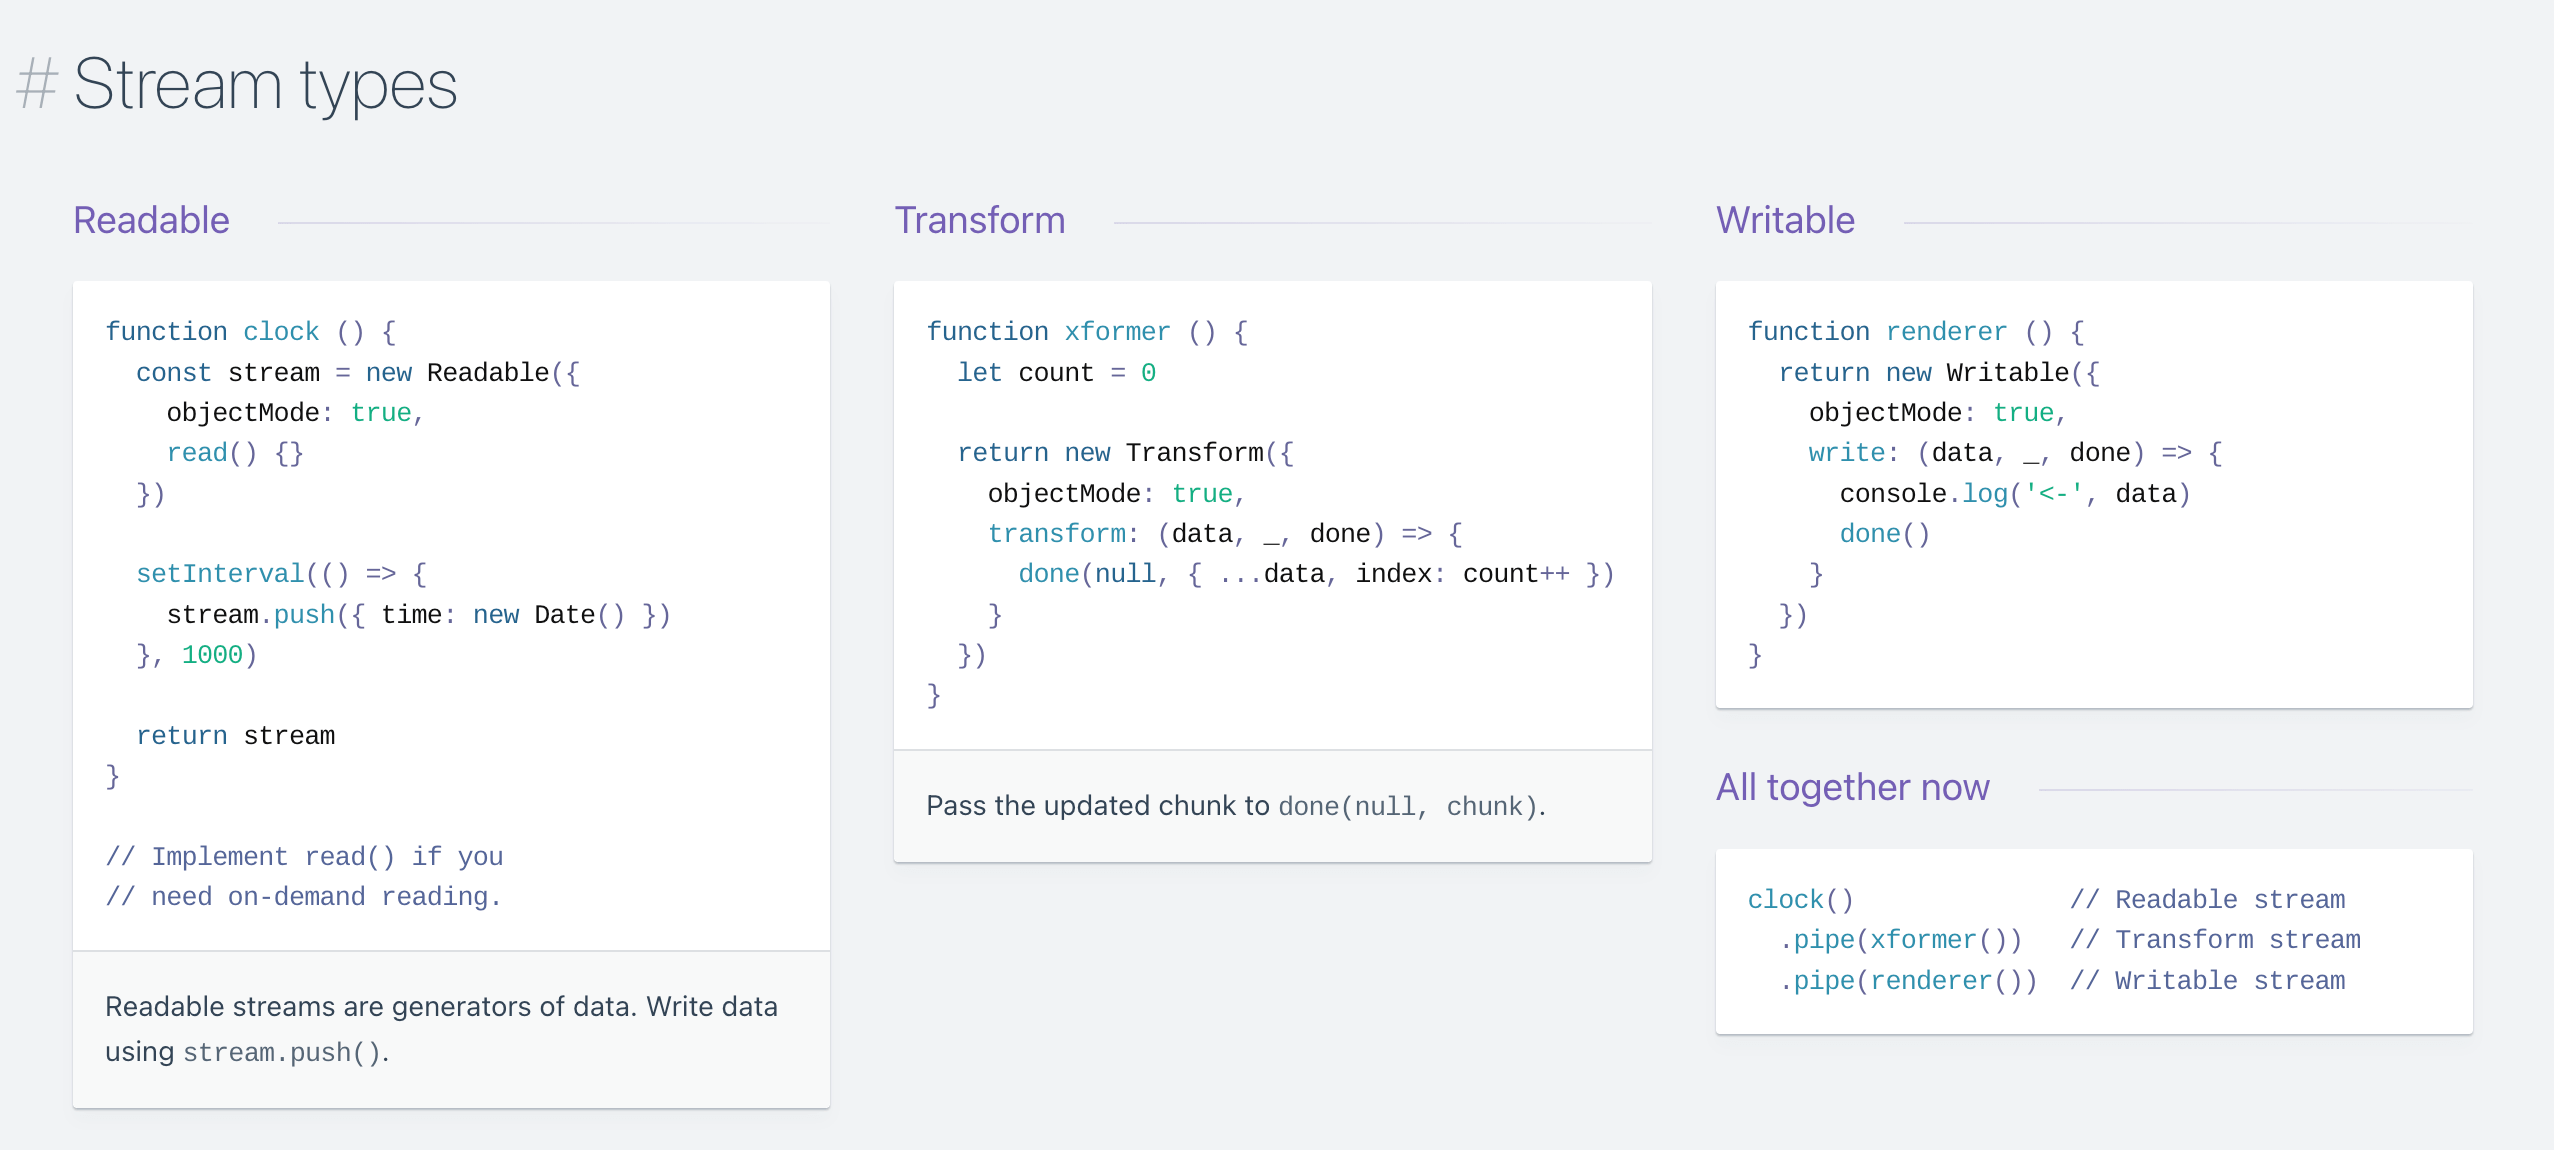 # Stream types
Readable
function clock () {
  const stream = new Readable({
    objectMode: true,
    read() {}
  })

  setInterval(() => {
    stream.push({ time: new Date() })
  }, 1000)

  return stream
}

// Implement read() if you
// need on-demand reading.
Readable streams are generators of data. Write data
using stream.push().
Transform
function xformer () {
  let count = 0

  return new Transform({
    objectMode: true,
    transform: (data, _, done) => {
      done(null, { ...data, index: count++ })
    }
  })
}
Pass the updated chunk to done(null, chunk).
Writable
function renderer () {
  return new Writable({
    objectMode: true,
    write: (data, _, done) => {
      console.log('<-', data)
      done()
    }
  })
}
All together now
clock()              // Readable stream
  .pipe(xformer())   // Transform stream
  .pipe(renderer())  // Writable stream